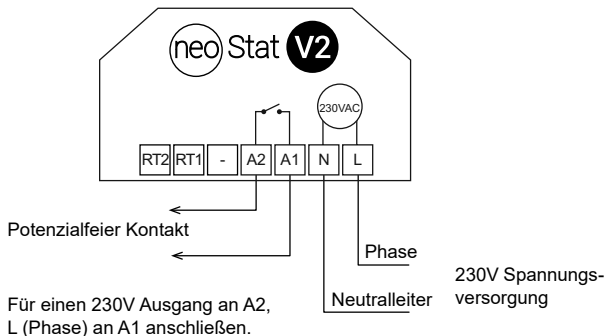 neo Stat V2
230VAC
RT2 RT1 - A2 A1 N L
Potenzialfeier Kontakt
Phase
230V Spannungs-
versorgung
Neutralleiter
Für einen 230V Ausgang an A2,
L (Phase) an A1 anschließen.